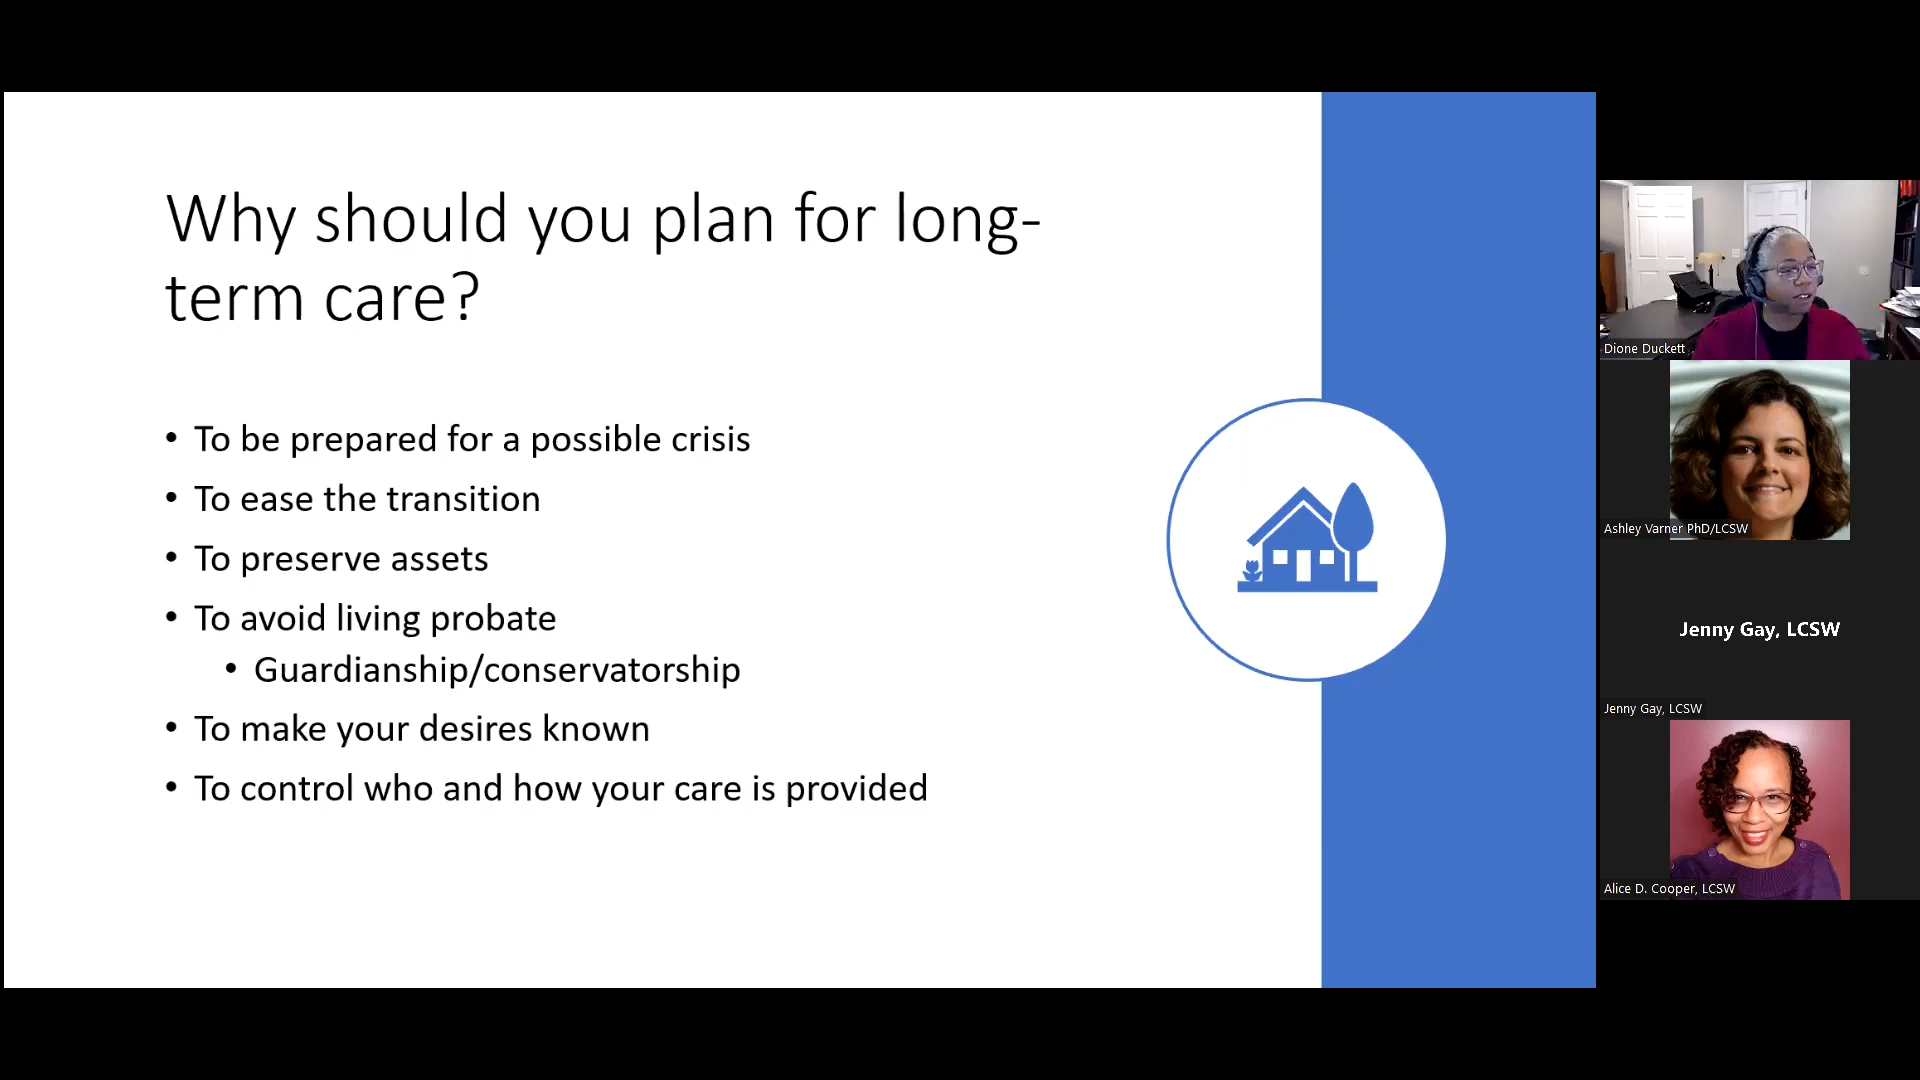 Why should you plan for long-
term care?
• To be prepared for a possible crisis
• To ease the transition
• To preserve assets
• To avoid living probate
• Guardianship/conservatorship
• To make your desires known
• To control who and how your care is provided
Dione Duckett
Ashley Varner PhD/LCSW
Jenny Gay, LCSW
Jenny Gay, LCSW
Alice D. Cooper, LCSW